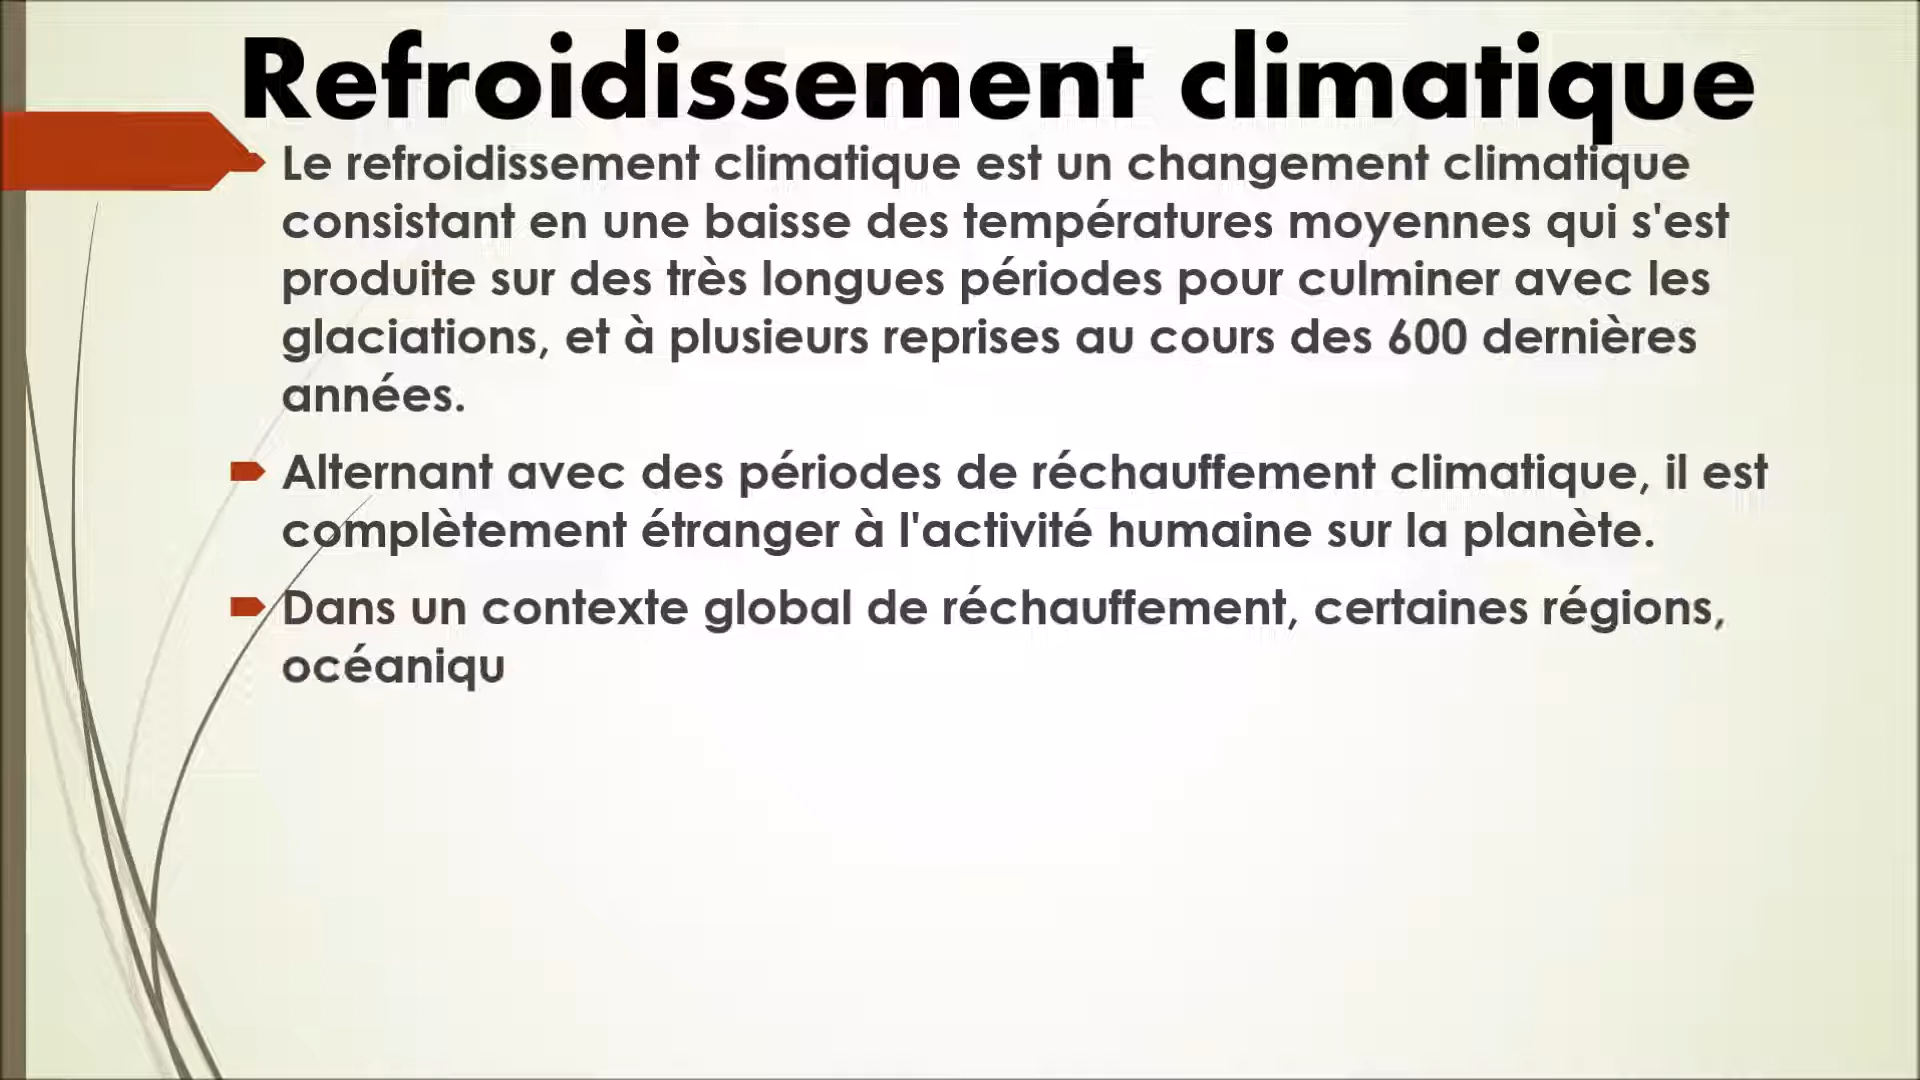 Refroidissement climatique
Le refroidissement climatique est un changement climatique
consistant en une baisse des températures moyennes qui s'est
produite sur des très longues périodes pour culminer avec les
glaciations, et à plusieurs reprises au cours des 600 dernières
années.
Alternant avec des périodes de réchauffement climatique, il est
complètement étranger à l'activité humaine sur la planète.
Dans un contexte global de réchauffement, certaines régions,
océaniqu